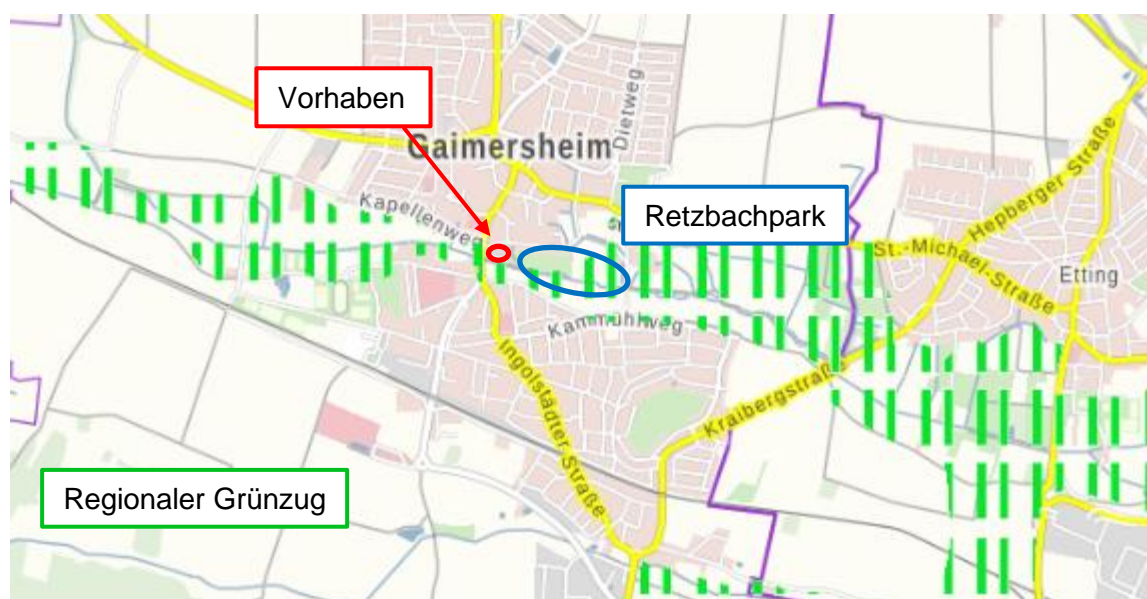 Vorhaben
Gaimersheim
Dietweg
Kapellenweg
Retzbachpark
Hepberger Straße
St.-Michael-Straße
Etting
Kammühlweg
Ingolstädter Straße
Kraibergstraße
Regionaler Grünzug